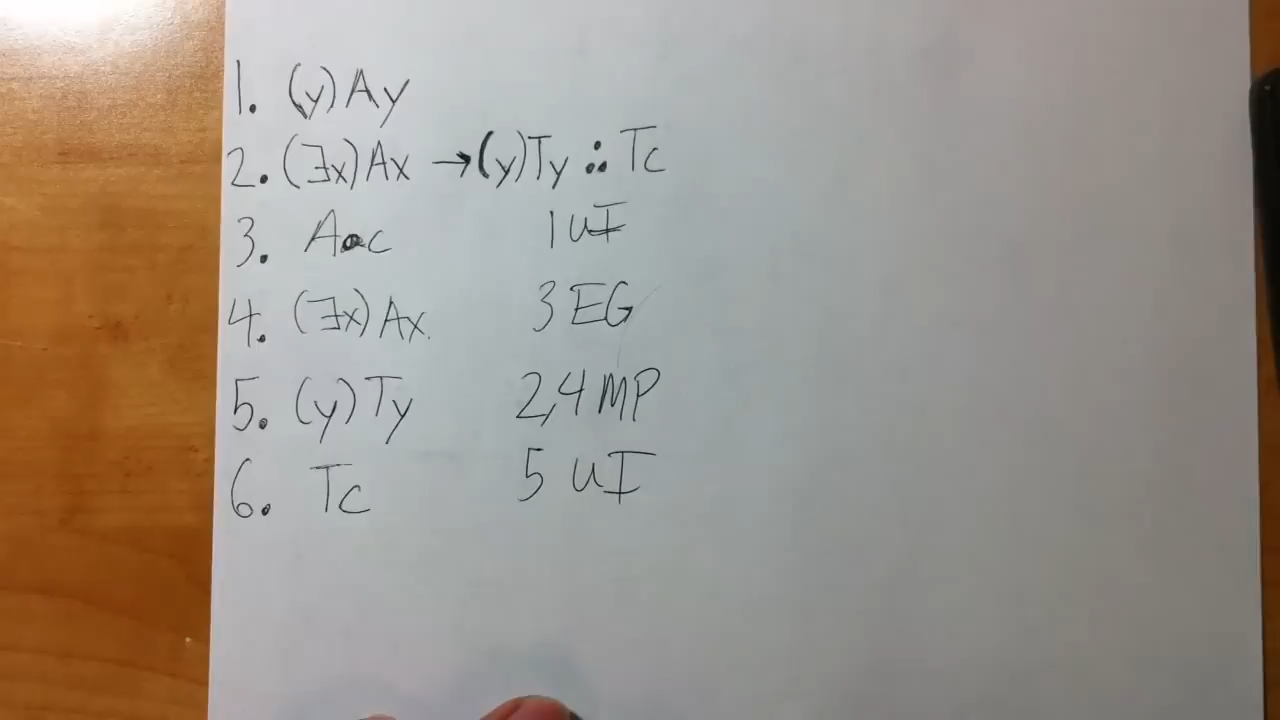 1. (y)Ay
2. (∃x)Ax →(y)Ty ∴ Tc
3. Ac 1 UI
4. (∃x)Ax. 3 EG
5. (y)Ty 2,4 MP
6. Tc 5 UI